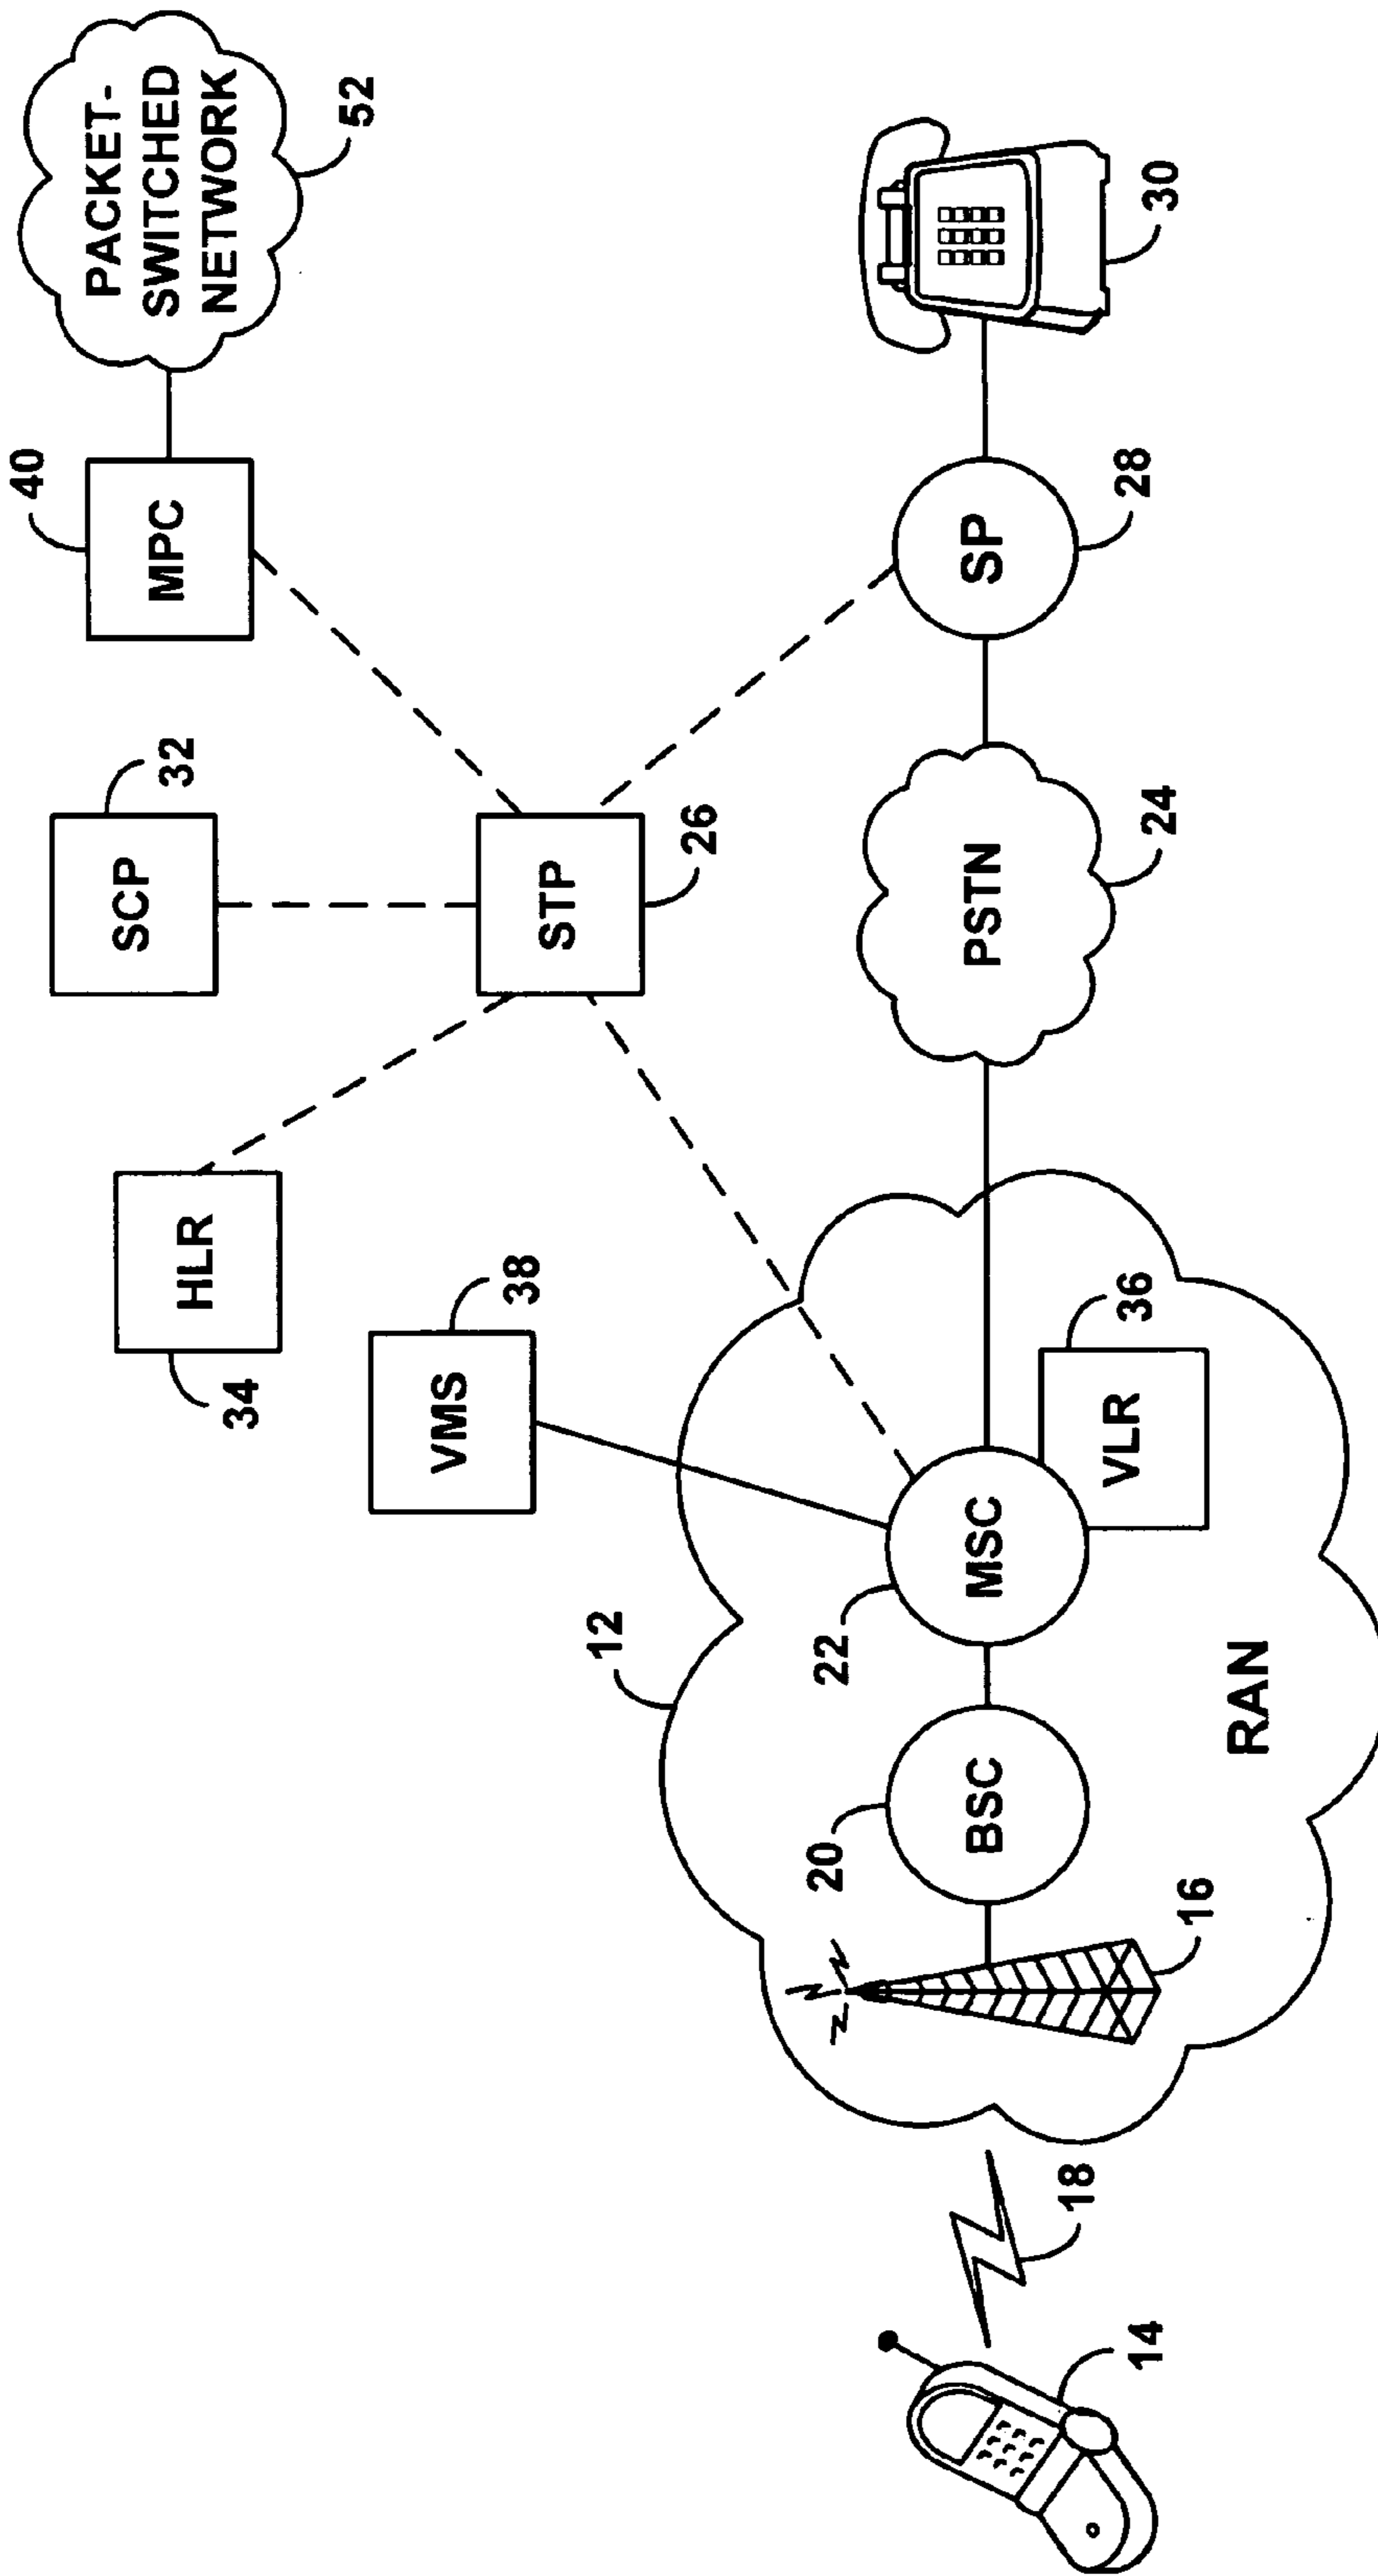 40
MPC
PACKET-
SWITCHED
NETWORK
52
SCP
32
HLR
34
STP
26
VMS
38
12
20
BSC
22
MSC
VLR
36
RAN
16
18
14
PSTN
24
SP
28
30